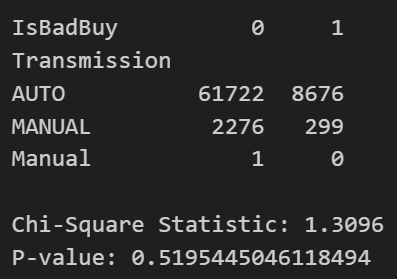 IsBadBuy 0 1
Transmission
AUTO 61722 8676
MANUAL 2276 299
Manual 1 0
Chi-Square Statistic: 1.3096
P-value: 0.5195445046118494